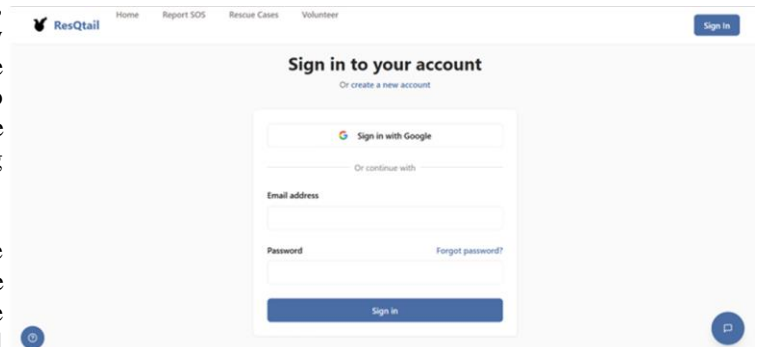 ResQtail
Home Report SOS Rescue Cases Volunteer
Sign In
Sign in to your account
Or create a new account
Sign in with Google
Or continue with
Email address
Password Forgot password?
Sign in